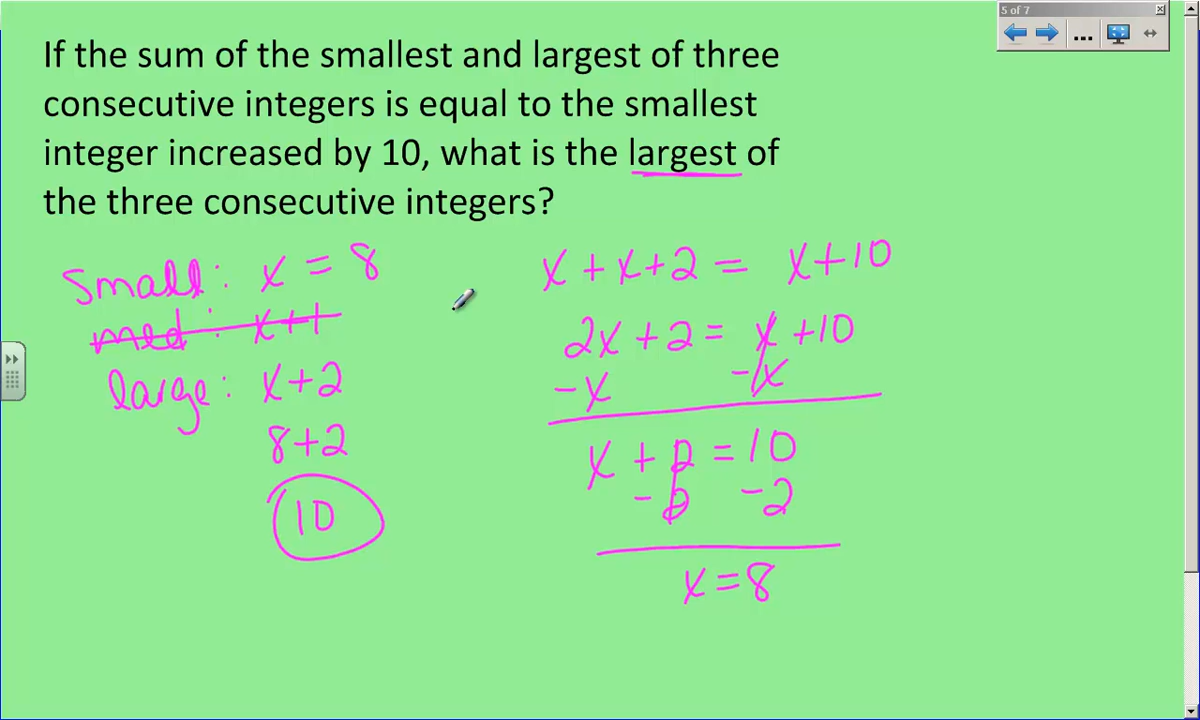 5 of 7
If the sum of the smallest and largest of three
consecutive integers is equal to the smallest
integer increased by 10, what is the largest of
the three consecutive integers?
Small: x = 8
med: x+1
large: x+2
8+2
10
x + x + 2 = x + 10
2x + 2 = x + 10
-x -x
x + 2 = 10
-2 -2
x = 8